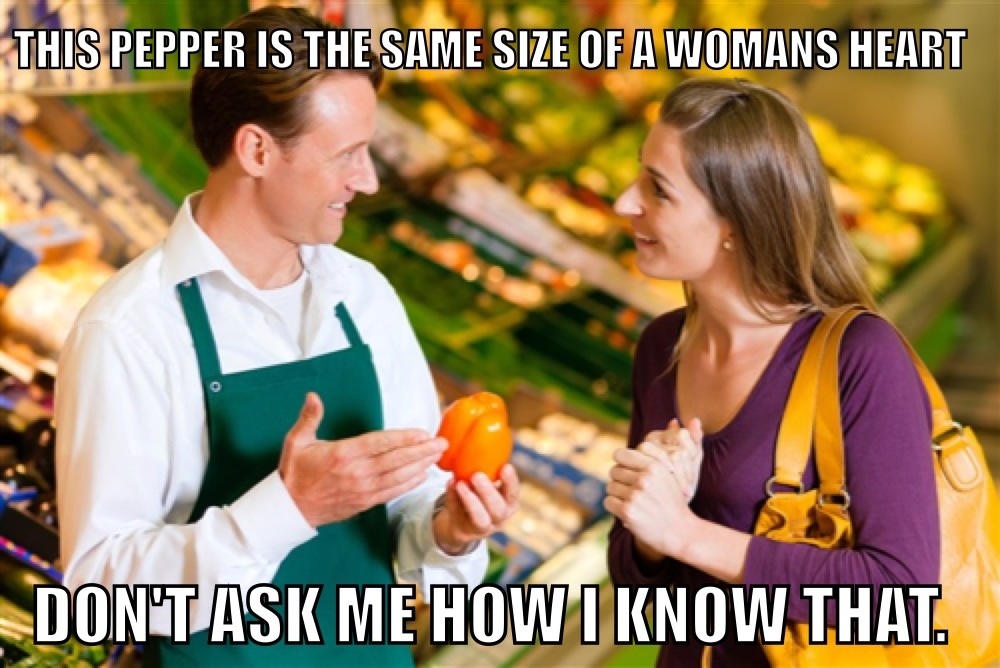 THIS PEPPER IS THE SAME SIZE OF A WOMANS HEART
DON'T ASK ME HOW I KNOW THAT.